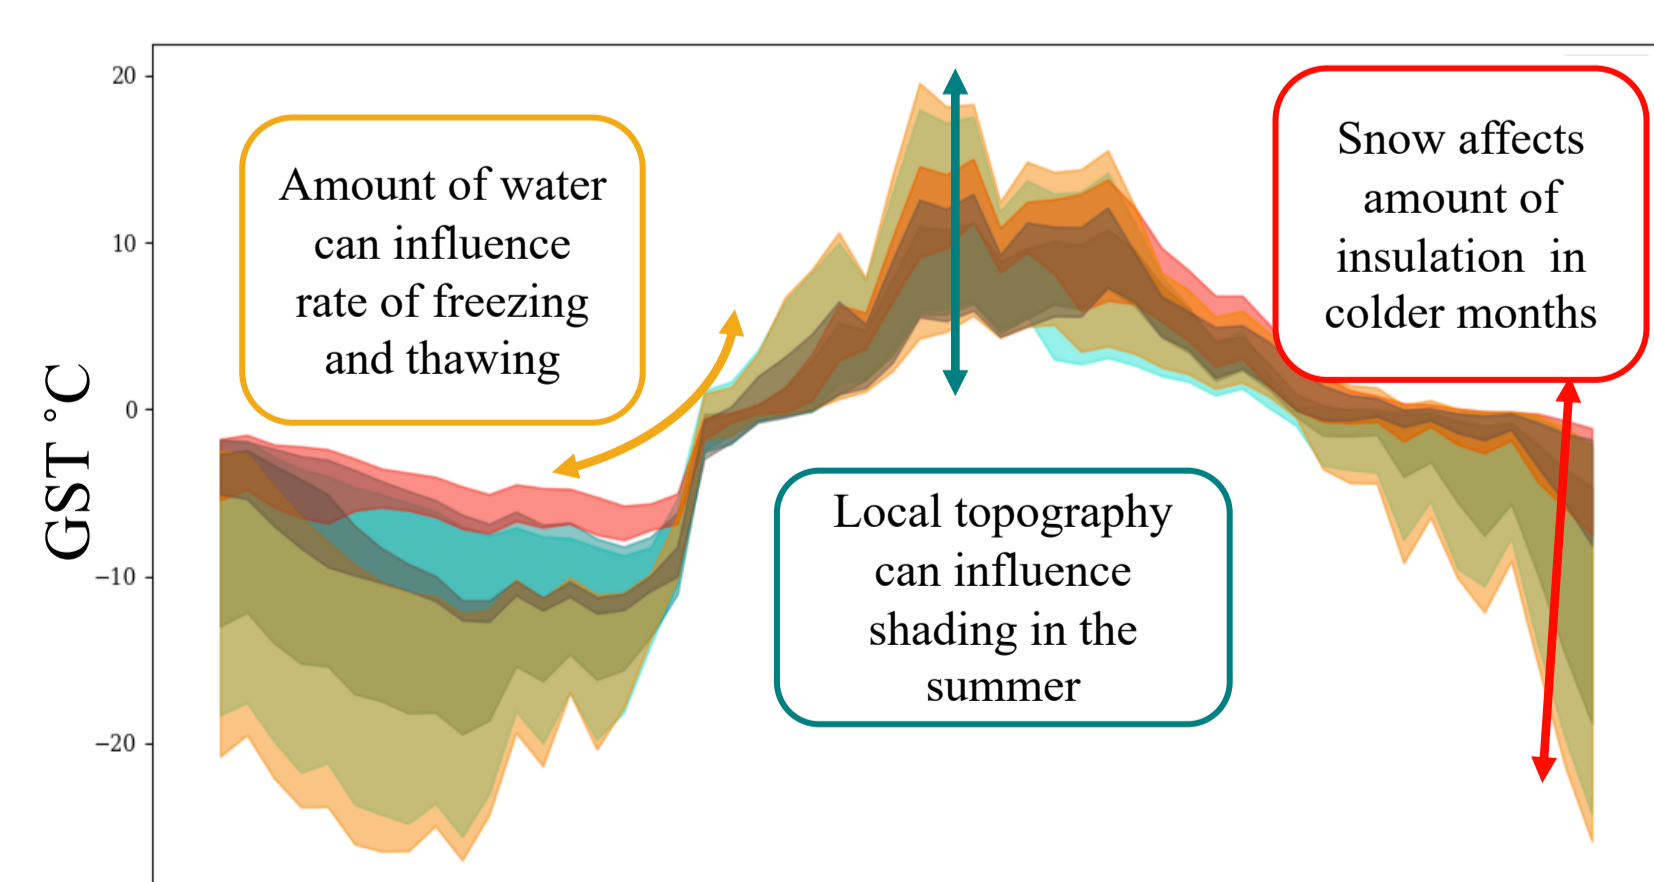 20
10
0
−10
−20
GST °C
Amount of water
can influence
rate of freezing
and thawing
Local topography
can influence
shading in the
summer
Snow affects
amount of
insulation  in
colder months